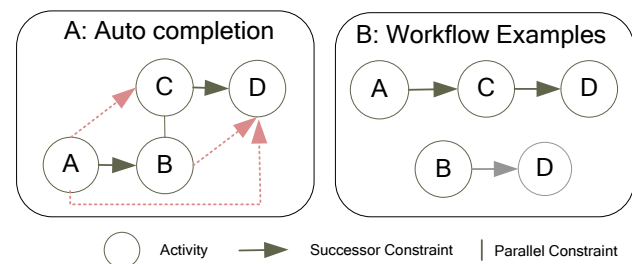 A: Auto completion
C
D
A
B
B: Workflow Examples
A
C
D
B
D
Activity
Successor Constraint
Parallel Constraint